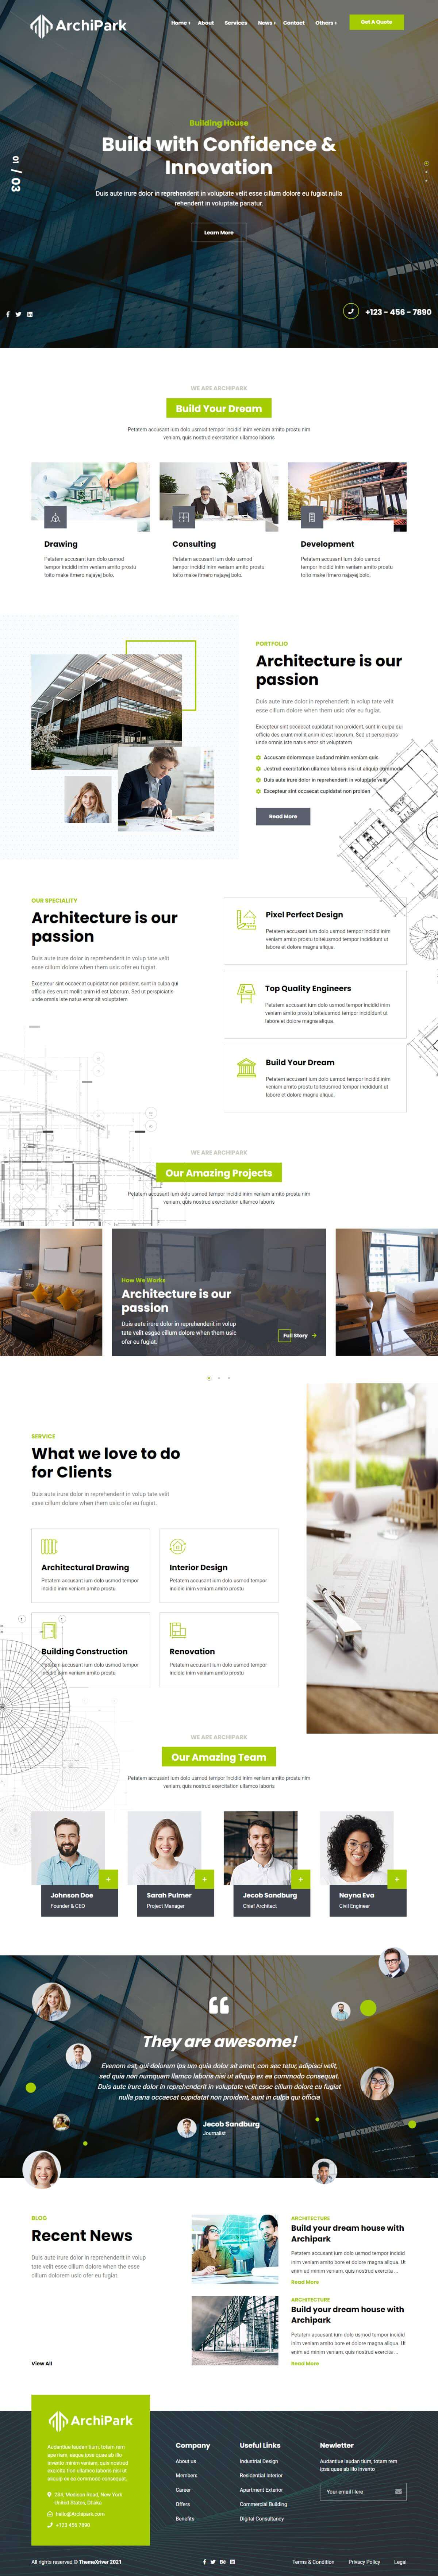 ArchiPark
Home + About Services News + Contact Others + Get A Quote
Building House
Build with Confidence &
Innovation
01 / 03
Duis aute irure dolor in reprehenderit in voluptate velit esse cillum dolore eu fugiat nulla
rehenderit in voluptate pariatur.
Learn More
+123 - 456 - 7890
WE ARE ARCHIPARK
Build Your Dream
Petatem accusant ium dolo usmod tempor incidid inim veniam amito proistu nim
veniam, quis nostrud exercitation ullamco laboris
Drawing
Petatem accusant ium dolo usmod
tempor incidid inim veniam amito proistu
toito make timero najayej bolo.
Consulting
Petatem accusant ium dolo usmod
tempor incidid inim veniam amito proistu
toito make timero najayej bolo.
Development
Petatem accusant ium dolo usmod
tempor incidid inim veniam amito proistu
toito make timero najayej bolo.
PORTFOLIO
Architecture is our
passion
Duis aute irure dolor in reprehenderit in volup tate velit
esse cillum dolore when them usic ofer eu fugiat.
Excepteur sint occaecat cupidatat non proident, sunt in culpa qui
officia des erunt mollit anim id est laborum. Sed ut perspiciatis
unde omnis iste natus error sit voluptatem
Accusam doloremque laudand minim veniam quis
Jestrud exercitation ullamco laboris nisi ut aliquip commodo
Duis aute irure dolor in reprehenderit in voluptate velit
Excepteur sint occaecat cupidatat non proiden
Read More
OUR SPECIALITY
Architecture is our
passion
Duis aute irure dolor in reprehenderit in volup tate velit
esse cillum dolore when them usic ofer eu fugiat.
Excepteur sint occaecat cupidatat non proident, sunt in culpa qui
officia des erunt mollit anim id est laborum. Sed ut perspiciatis
unde omnis iste natus error sit voluptatem
Pixel Perfect Design
Petatem accusant ium dolo usmod tempor incidid inim
veniam amito proistu toiteusmod tempor incididunt ut
labore et dolore magna aliqua.
Top Quality Engineers
Petatem accusant ium dolo usmod tempor incidid inim
veniam amito proistu toiteusmod tempor incididunt ut
labore et dolore magna aliqua.
Build Your Dream
Petatem accusant ium dolo usmod tempor incidid inim
veniam amito proistu toiteusmod tempor incididunt ut
labore et dolore magna aliqua.
WE ARE ARCHIPARK
Our Amazing Projects
Petatem accusant ium dolo usmod tempor incidid inim veniam amito proistu nim
veniam, quis nostrud exercitation ullamco laboris
How We Works
Architecture is our
passion
Duis aute irure dolor in reprehenderit in volup
tate velit esgse cillum dolore when them usic
ofer eu fugiat.
Full Story
SERVICE
What we love to do
for Clients
Duis aute irure dolor in reprehenderit in volup tate velit
esse cillum dolore when them usic ofer eu fugiat.
Architectural Drawing
Petatem accusant ium dolo usmod tempor
incidid inim veniam amito proistu
Interior Design
Petatem accusant ium dolo usmod tempor
incidid inim veniam amito proistu
Building Construction
Petatem accusant ium dolo usmod tempor
incidid inim veniam amito proistu
Renovation
Petatem accusant ium dolo usmod tempor
incidid inim veniam amito proistu
WE ARE ARCHIPARK
Our Amazing Team
Petatem accusant ium dolo usmod tempor incidid inim veniam amito proistu nim
veniam, quis nostrud exercitation ullamco laboris
Johnson Doe
Founder & CEO
Sarah Pulmer
Project Manager
Jecob Sandburg
Chief Architect
Nayna Eva
Civil Engineer
They are awesome!
Evenom est, qui dolorem ips um quia dolor sit amet, con sec tetur, adipisci velit,
sed quia non numquam llamco laboris nisi ut aliquip ex ea commodo consequat.
Duis aute irure dolor in reprehenderit in voluptate velit esse cillum dolore eu fugiat
nulla paria occaecat cupidatat non proident, sunt in culpa qui officia
Jecob Sandburg
Journalist
BLOG
Recent News
Duis aute irure dolor in reprehenderit in volup
tate velit esse cillum dolore when the esse
cillum dolorem usic ofer eu fugiat.
View All
ARCHITECTURE
Build your dream house with
Archipark
Petatem accusant ium dolo usmod tempor incidid
inim veniam amito bore et dolore magna aliqua. Ut
enim ad minim veniam, quis nostrud exercita ...
Read More
ARCHITECTURE
Build your dream house with
Archipark
Petatem accusant ium dolo usmod tempor incidid
inim veniam amito bore et dolore magna aliqua. Ut
enim ad minim veniam, quis nostrud exercita ...
Read More
ArchiPark
Audantiue laudan tium, totam rem
ape riam, eaque ipsa quae ab illo
invento minim wotam veniam, quis
nostrud exercitation ullamco laboris nisi ut
aliquip ex ea commodo consequat.
234, Medison Road, New York
United States, Dhaka
hello@Archipark.com
+123 456 7890
Company
About us
Members
Career
Offers
Benefits
Useful Links
Industrial Design
Residential Interior
Apartment Exterior
Commercial Building
Digital Consultancy
Newletter
Audantiue laudan tium, totam rem
ipsa quae ab illo invento
Your email Here
All rights reserved © ThemeXriver 2021
Terms & Condition Privacy Policy Legal